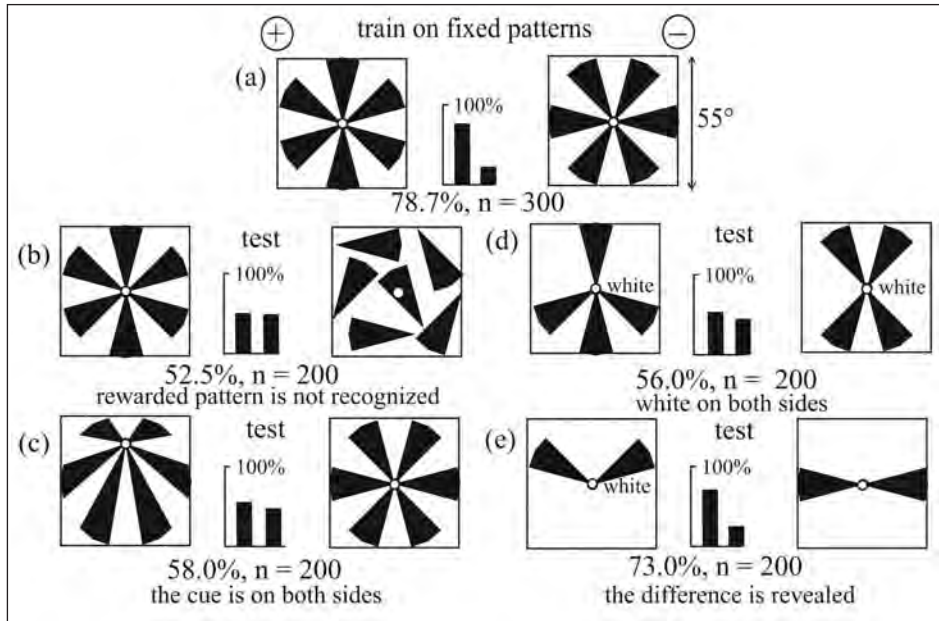 train on fixed patterns
+
−
(a)
100%
55°
78.7%, n = 300
(b)
test
100%
52.5%, n = 200
rewarded pattern is not recognized
(d)
test
100%
white
white
56.0%, n = 200
white on both sides
(c)
test
100%
58.0%, n = 200
the cue is on both sides
(e)
test
100%
white
73.0%, n = 200
the difference is revealed